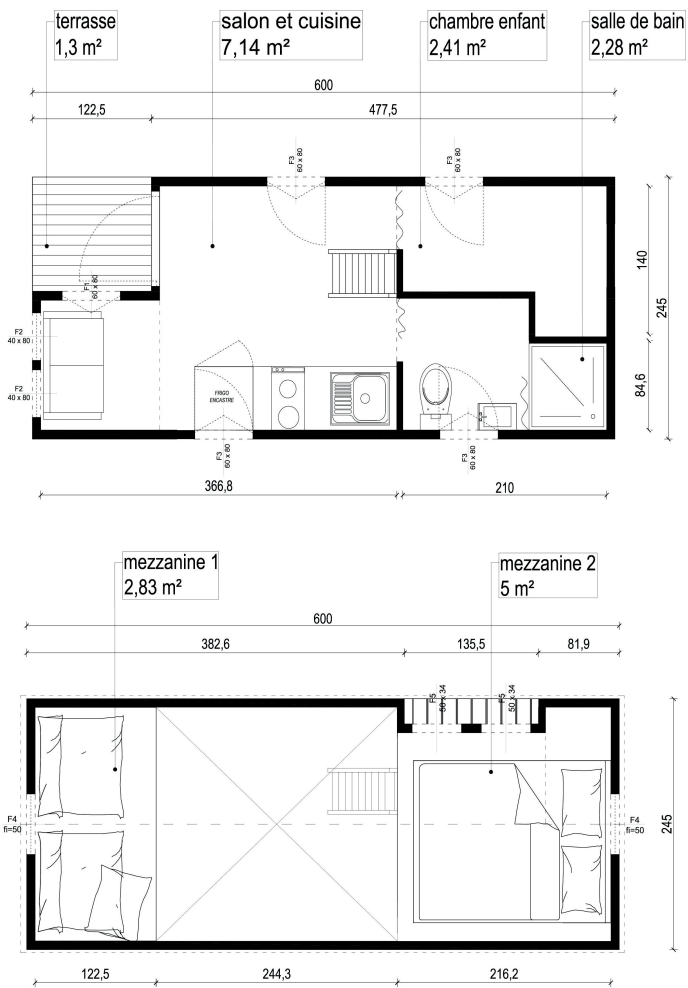 terrasse
1,3 m²
salon et cuisine
7,14 m²
chambre enfant
2,41 m²
salle de bain
2,28 m²
600
122,5
477,5
F3
60 x 80
F3
60 x 80
F1
60 x 80
F2
40 x 80
F2
40 x 80
FRIGO
ENCASTRE
F3
60 x 80
F3
60 x 80
140
245
84,6
366,8
210
mezzanine 1
2,83 m²
mezzanine 2
5 m²
600
382,6
135,5
81,9
F5
50 x 34
F5
50 x 34
F4
fi=50
F4
fi=50
245
122,5
244,3
216,2